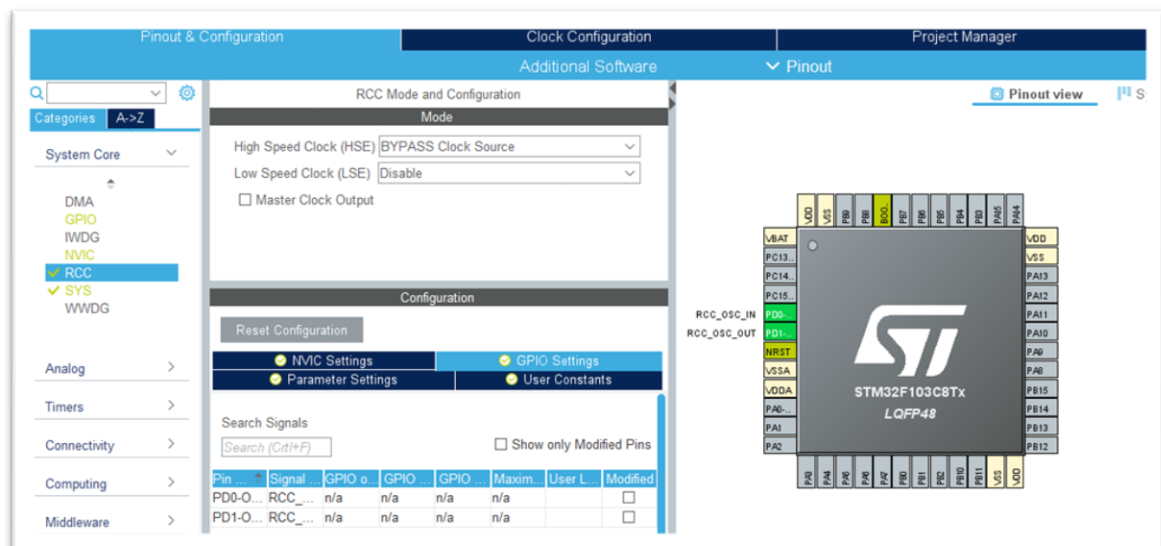 Pinout & Configuration
Clock Configuration
Project Manager
Additional Software
Pinout
Categories
A->Z
System Core
DMA
GPIO
IWDG
NVIC
RCC
SYS
WWDG
Analog
Timers
Connectivity
Computing
Middleware
RCC Mode and Configuration
Mode
High Speed Clock (HSE) BYPASS Clock Source
Low Speed Clock (LSE) Disable
Master Clock Output
Configuration
Reset Configuration
NVIC Settings
GPIO Settings
Parameter Settings
User Constants
Search Signals
Search (Crtl+F)
Show only Modified Pins
Pin ... Signal ... GPIO o... GPIO ... GPIO ... Maxim... User L... Modified
PD0-O... RCC_... n/a n/a n/a n/a
PD1-O... RCC_... n/a n/a n/a n/a
Pinout view
S
VDD VSS PB9 PB8 BOO.. PB7 PB6 PB5 PB4 PB3 PA15 PA14
VBAT
PC13..
PC14..
PC15..
RCC_OSC_IN PD0-..
RCC_OSC_OUT PD1-..
NRST
VSSA
VDDA
PA0-..
PA1
PA2
STM32F103C8Tx
LQFP48
VDD
VSS
PA13
PA12
PA11
PA10
PA9
PA8
PB15
PB14
PB13
PB12
PA3 PA4 PA5 PA6 PA7 PB0 PB1 PB2 PB10 PB11 VSS VDD